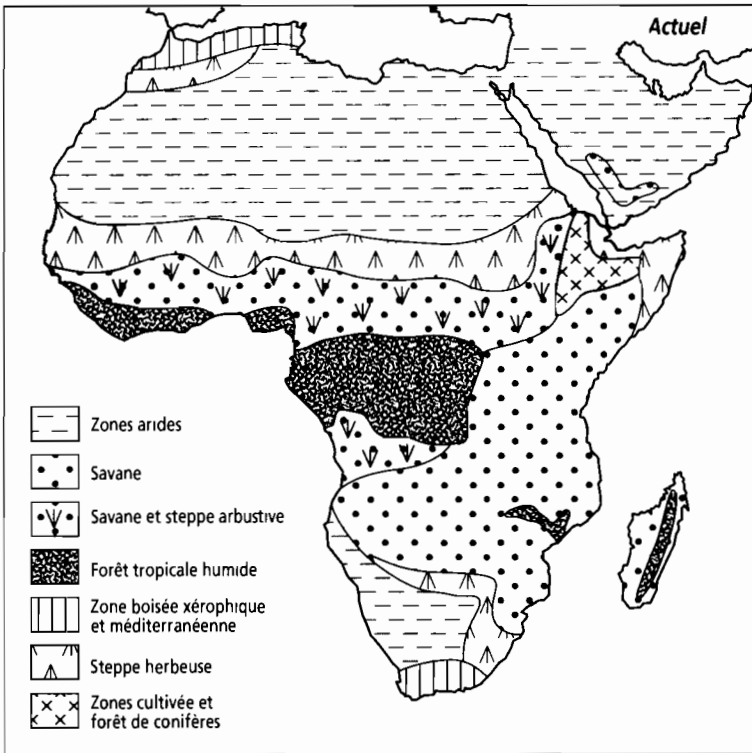 Actuel
Zones arides
Savane
Savane et steppe arbustive
Forêt tropicale humide
Zone boisée xérophique
et méditerranéenne
Steppe herbeuse
Zones cultivée et
forêt de conifères